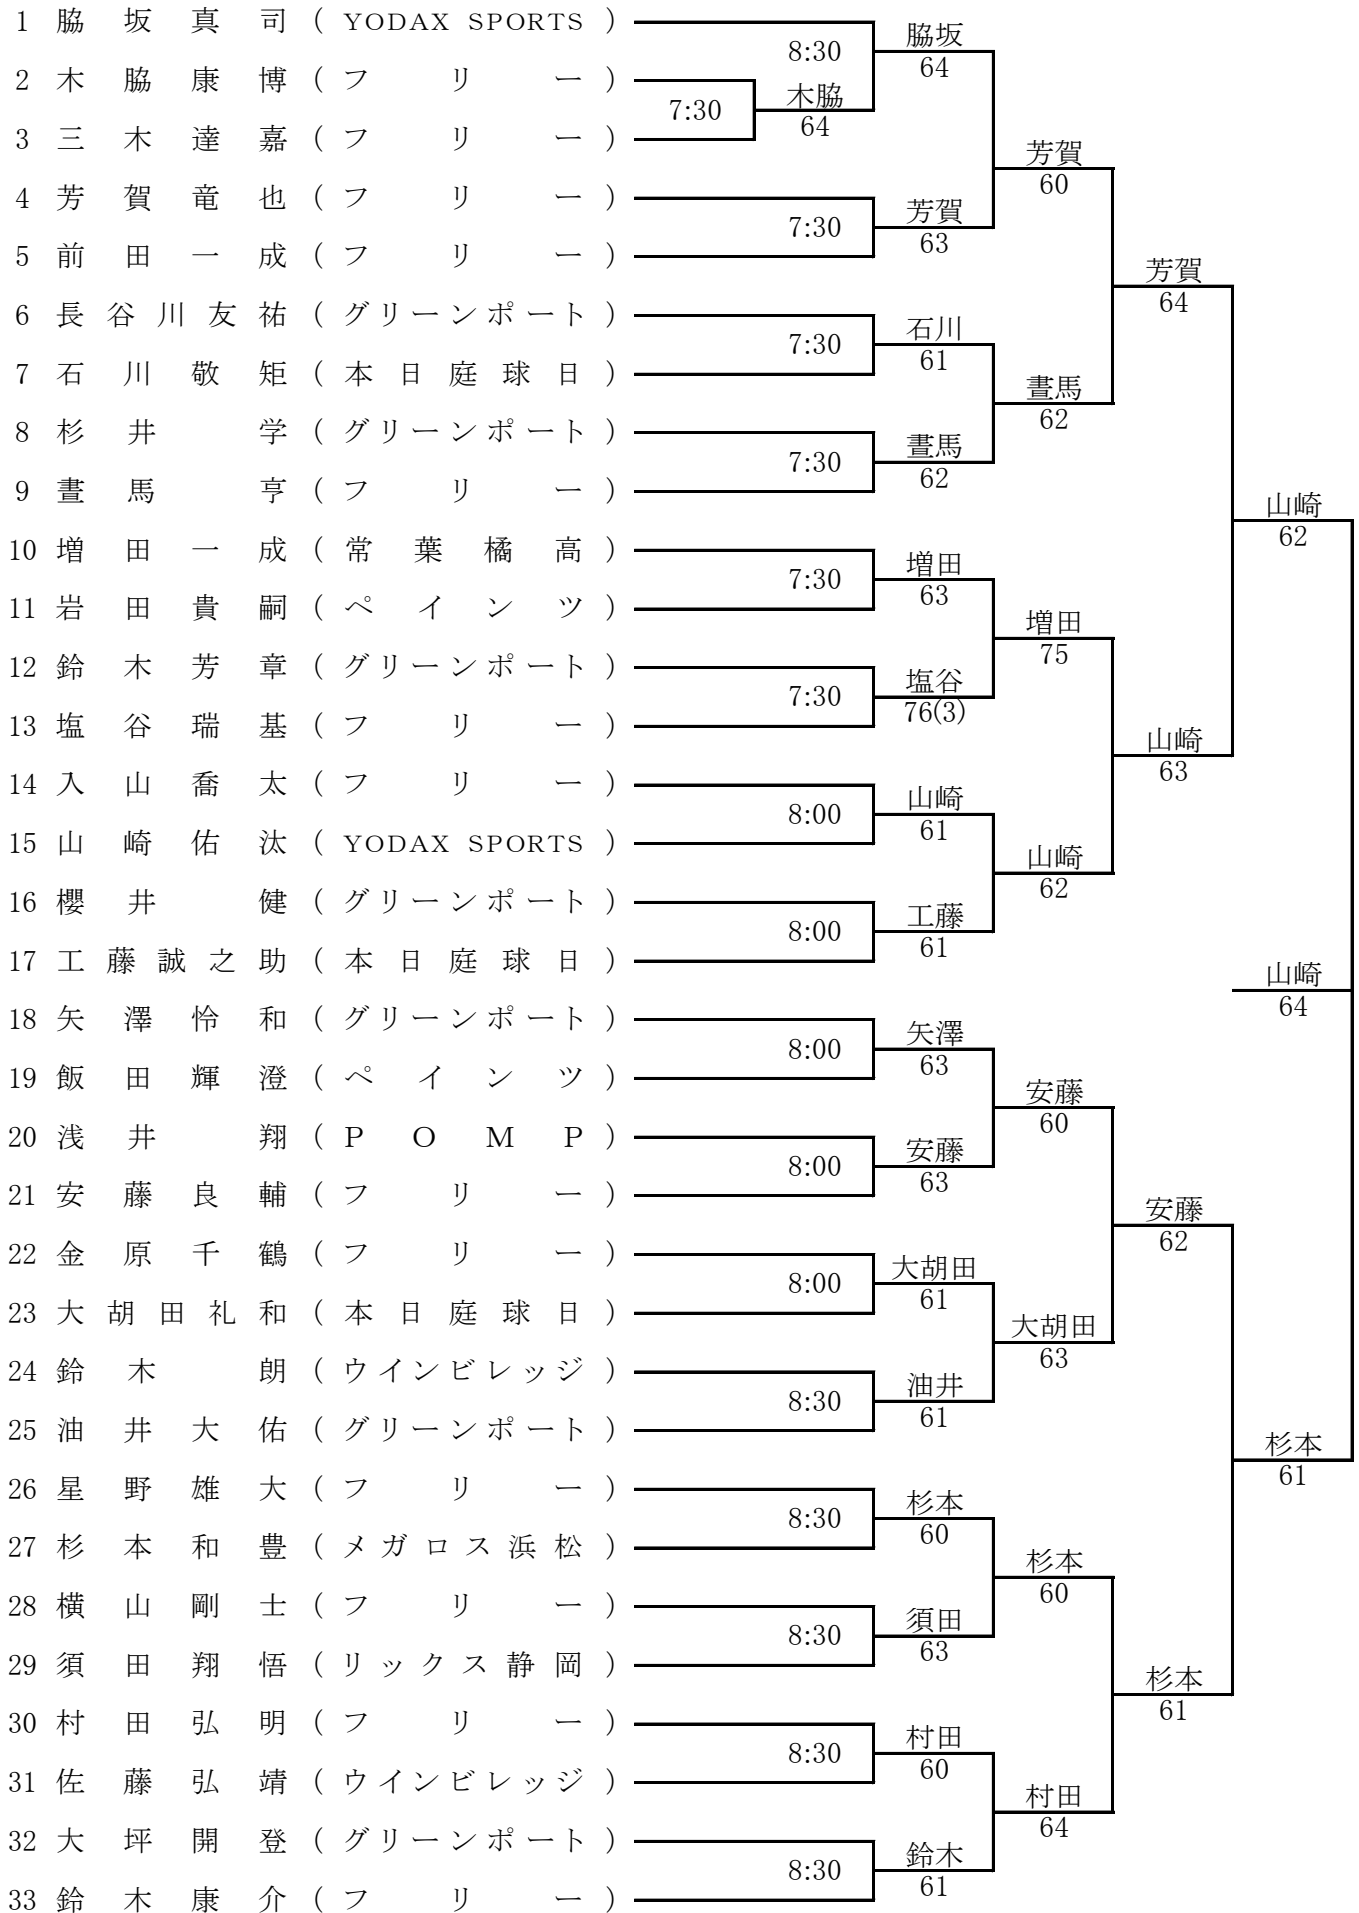 1 脇坂真司 ( YODAX SPORTS )
8:30
脇坂
64
2 木脇康博 ( フリー )
7:30
木脇
64
3 三木達嘉 ( フリー )
芳賀
60
4 芳賀竜也 ( フリー )
7:30
芳賀
63
5 前田一成 ( フリー )
芳賀
64
6 長谷川友祐 ( グリーンポート )
7:30
石川
61
7 石川敬矩 ( 本日庭球日 )
晝馬
62
8 杉井学 ( グリーンポート )
7:30
晝馬
62
9 晝馬亨 ( フリー )
山崎
62
10 増田一成 ( 常葉橘高 )
7:30
増田
63
11 岩田貴嗣 ( ペインツ )
増田
75
12 鈴木芳章 ( グリーンポート )
7:30
塩谷
76(3)
13 塩谷瑞基 ( フリー )
山崎
63
14 入山喬太 ( フリー )
8:00
山崎
61
15 山崎佑汰 ( YODAX SPORTS )
山崎
62
16 櫻井健 ( グリーンポート )
8:00
工藤
61
17 工藤誠之助 ( 本日庭球日 )
山崎
64
18 矢澤怜和 ( グリーンポート )
8:00
矢澤
63
19 飯田輝澄 ( ペインツ )
安藤
60
20 浅井翔 ( POMP )
8:00
安藤
63
21 安藤良輔 ( フリー )
安藤
62
22 金原千鶴 ( フリー )
8:00
大胡田
61
23 大胡田礼和 ( 本日庭球日 )
大胡田
63
24 鈴木朗 ( ウインビレッジ )
8:30
油井
61
25 油井大佑 ( グリーンポート )
杉本
61
26 星野雄大 ( フリー )
8:30
杉本
60
27 杉本和豊 ( メガロス浜松 )
杉本
60
28 横山剛士 ( フリー )
8:30
須田
63
29 須田翔悟 ( リックス静岡 )
杉本
61
30 村田弘明 ( フリー )
8:30
村田
60
31 佐藤弘靖 ( ウインビレッジ )
村田
64
32 大坪開登 ( グリーンポート )
8:30
鈴木
61
33 鈴木康介 ( フリー )